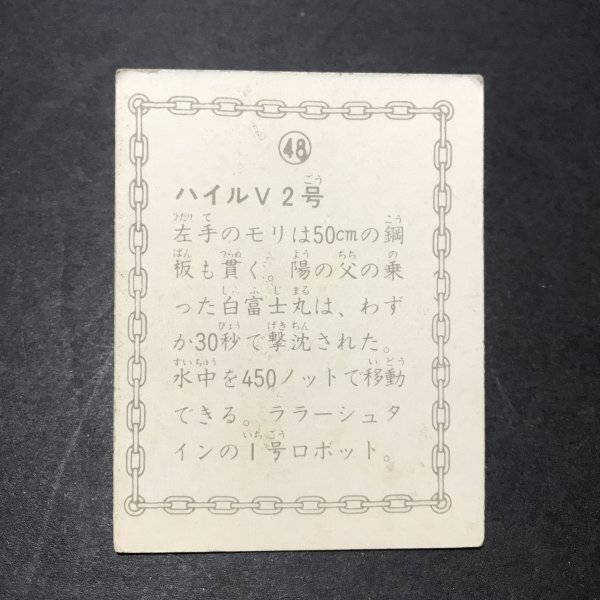 48
ハイルV2号
左手のモリは50cmの鋼
板も貫く。陽の父の乗
った白富士丸は、わず
か30秒で撃沈された。
水中を450ノットで移動
できる。ララーシュタ
インの1号ロボット。